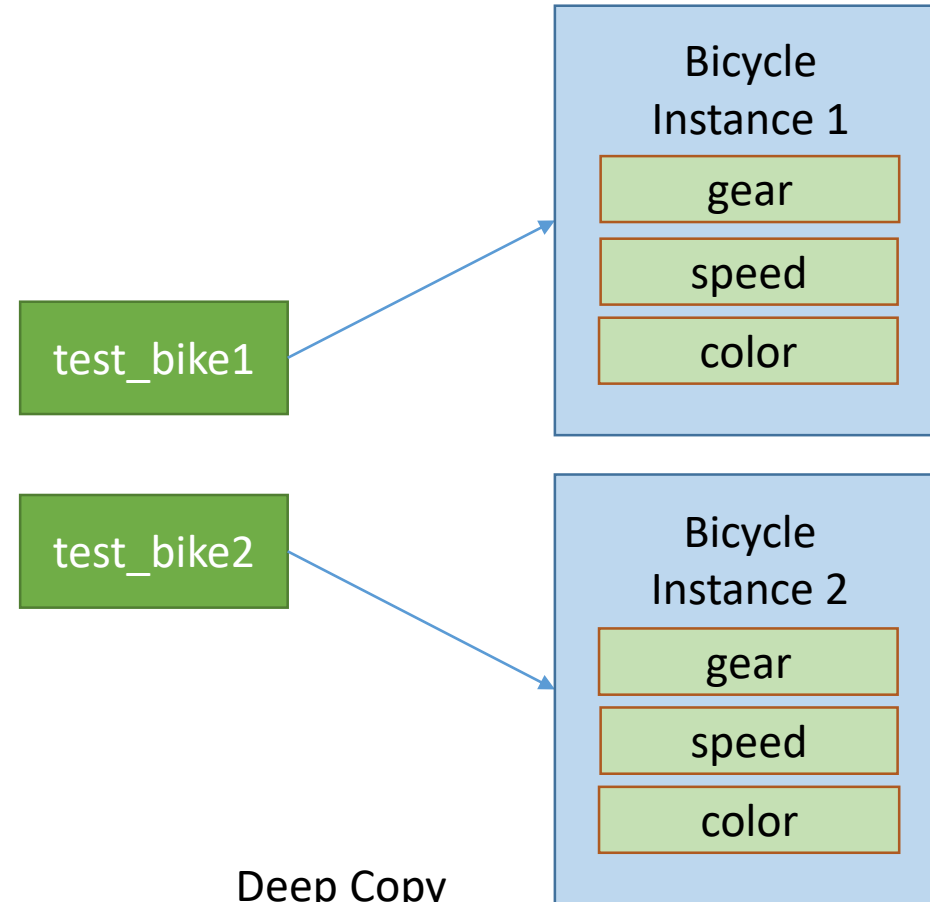 Bicycle
Instance 1
gear
speed
color
test_bike1
test_bike2
Bicycle
Instance 2
gear
speed
color
Deep Copy